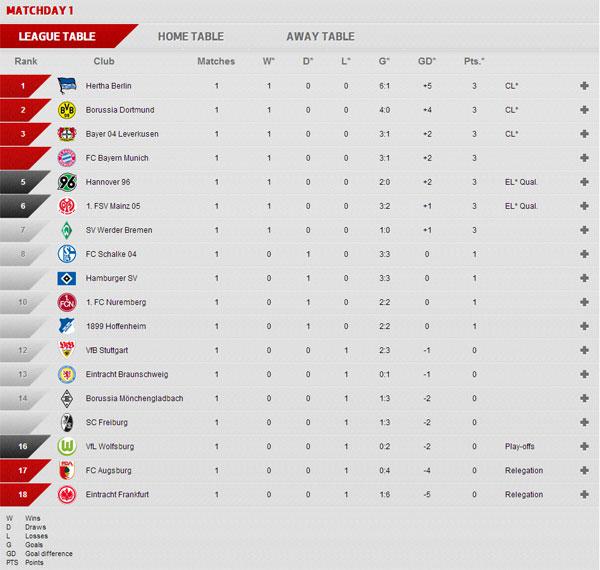 MATCHDAY 1
LEAGUE TABLE HOME TABLE AWAY TABLE
Rank Club Matches W* D* L* G* GD* Pts.*
1 Hertha Berlin 1 1 0 0 6:1 +5 3 CL*
2 Borussia Dortmund 1 1 0 0 4:0 +4 3 CL*
3 Bayer 04 Leverkusen 1 1 0 0 3:1 +2 3 CL*
FC Bayern Munich 1 1 0 0 3:1 +2 3
5 Hannover 96 1 1 0 0 2:0 +2 3 EL* Qual.
6 1. FSV Mainz 05 1 1 0 0 3:2 +1 3 EL* Qual.
7 SV Werder Bremen 1 1 0 0 1:0 +1 3
8 FC Schalke 04 1 0 1 0 3:3 0 1
Hamburger SV 1 0 1 0 3:3 0 1
10 1. FC Nuremberg 1 0 1 0 2:2 0 1
1899 Hoffenheim 1 0 1 0 2:2 0 1
12 VfB Stuttgart 1 0 0 1 2:3 -1 0
13 Eintracht Braunschweig 1 0 0 1 0:1 -1 0
14 Borussia Mönchengladbach 1 0 0 1 1:3 -2 0
SC Freiburg 1 0 0 1 1:3 -2 0
16 VfL Wolfsburg 1 0 0 1 0:2 -2 0 Play-offs
17 FC Augsburg 1 0 0 1 0:4 -4 0 Relegation
18 Eintracht Frankfurt 1 0 0 1 1:6 -5 0 Relegation
W Wins
D Draws
L Losses
G Goals
GD Goal difference
PTS Points